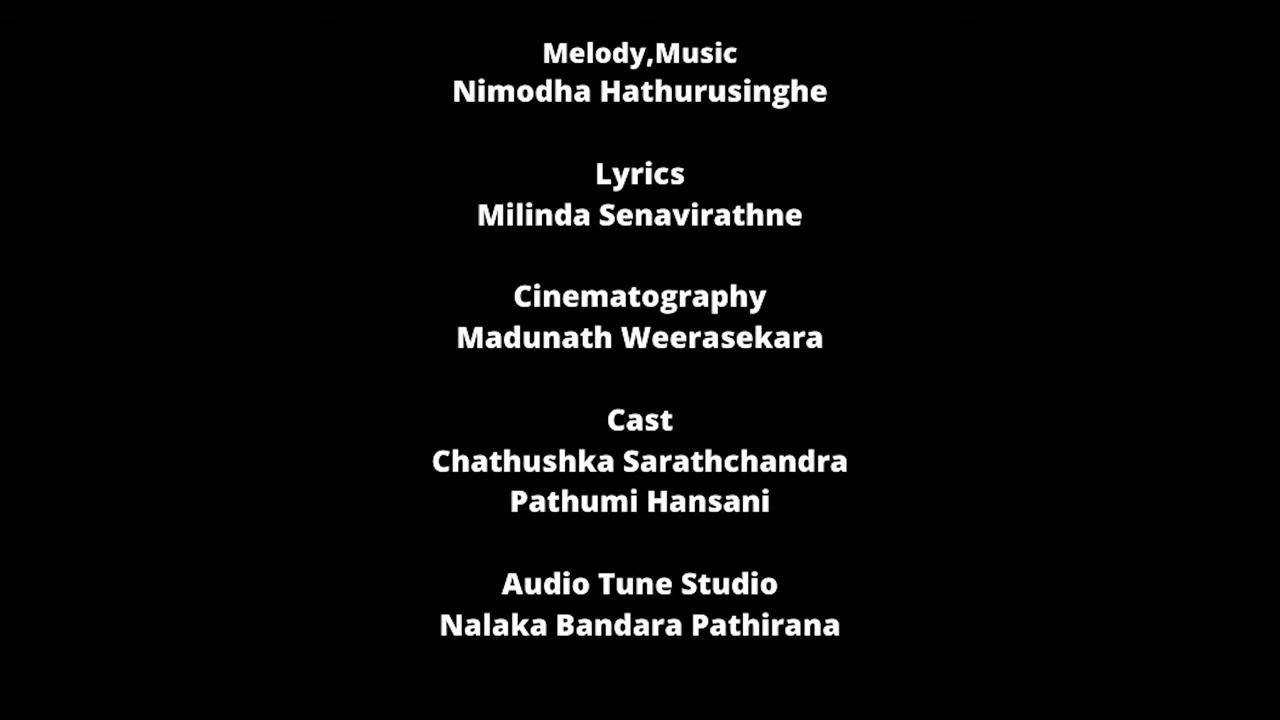 Melody,Music
Nimodha Hathurusinghe
Lyrics
Milinda Senavirathne
Cinematography
Madunath Weerasekara
Cast
Chathushka Sarathchandra
Pathumi Hansani
Audio Tune Studio
Nalaka Bandara Pathirana